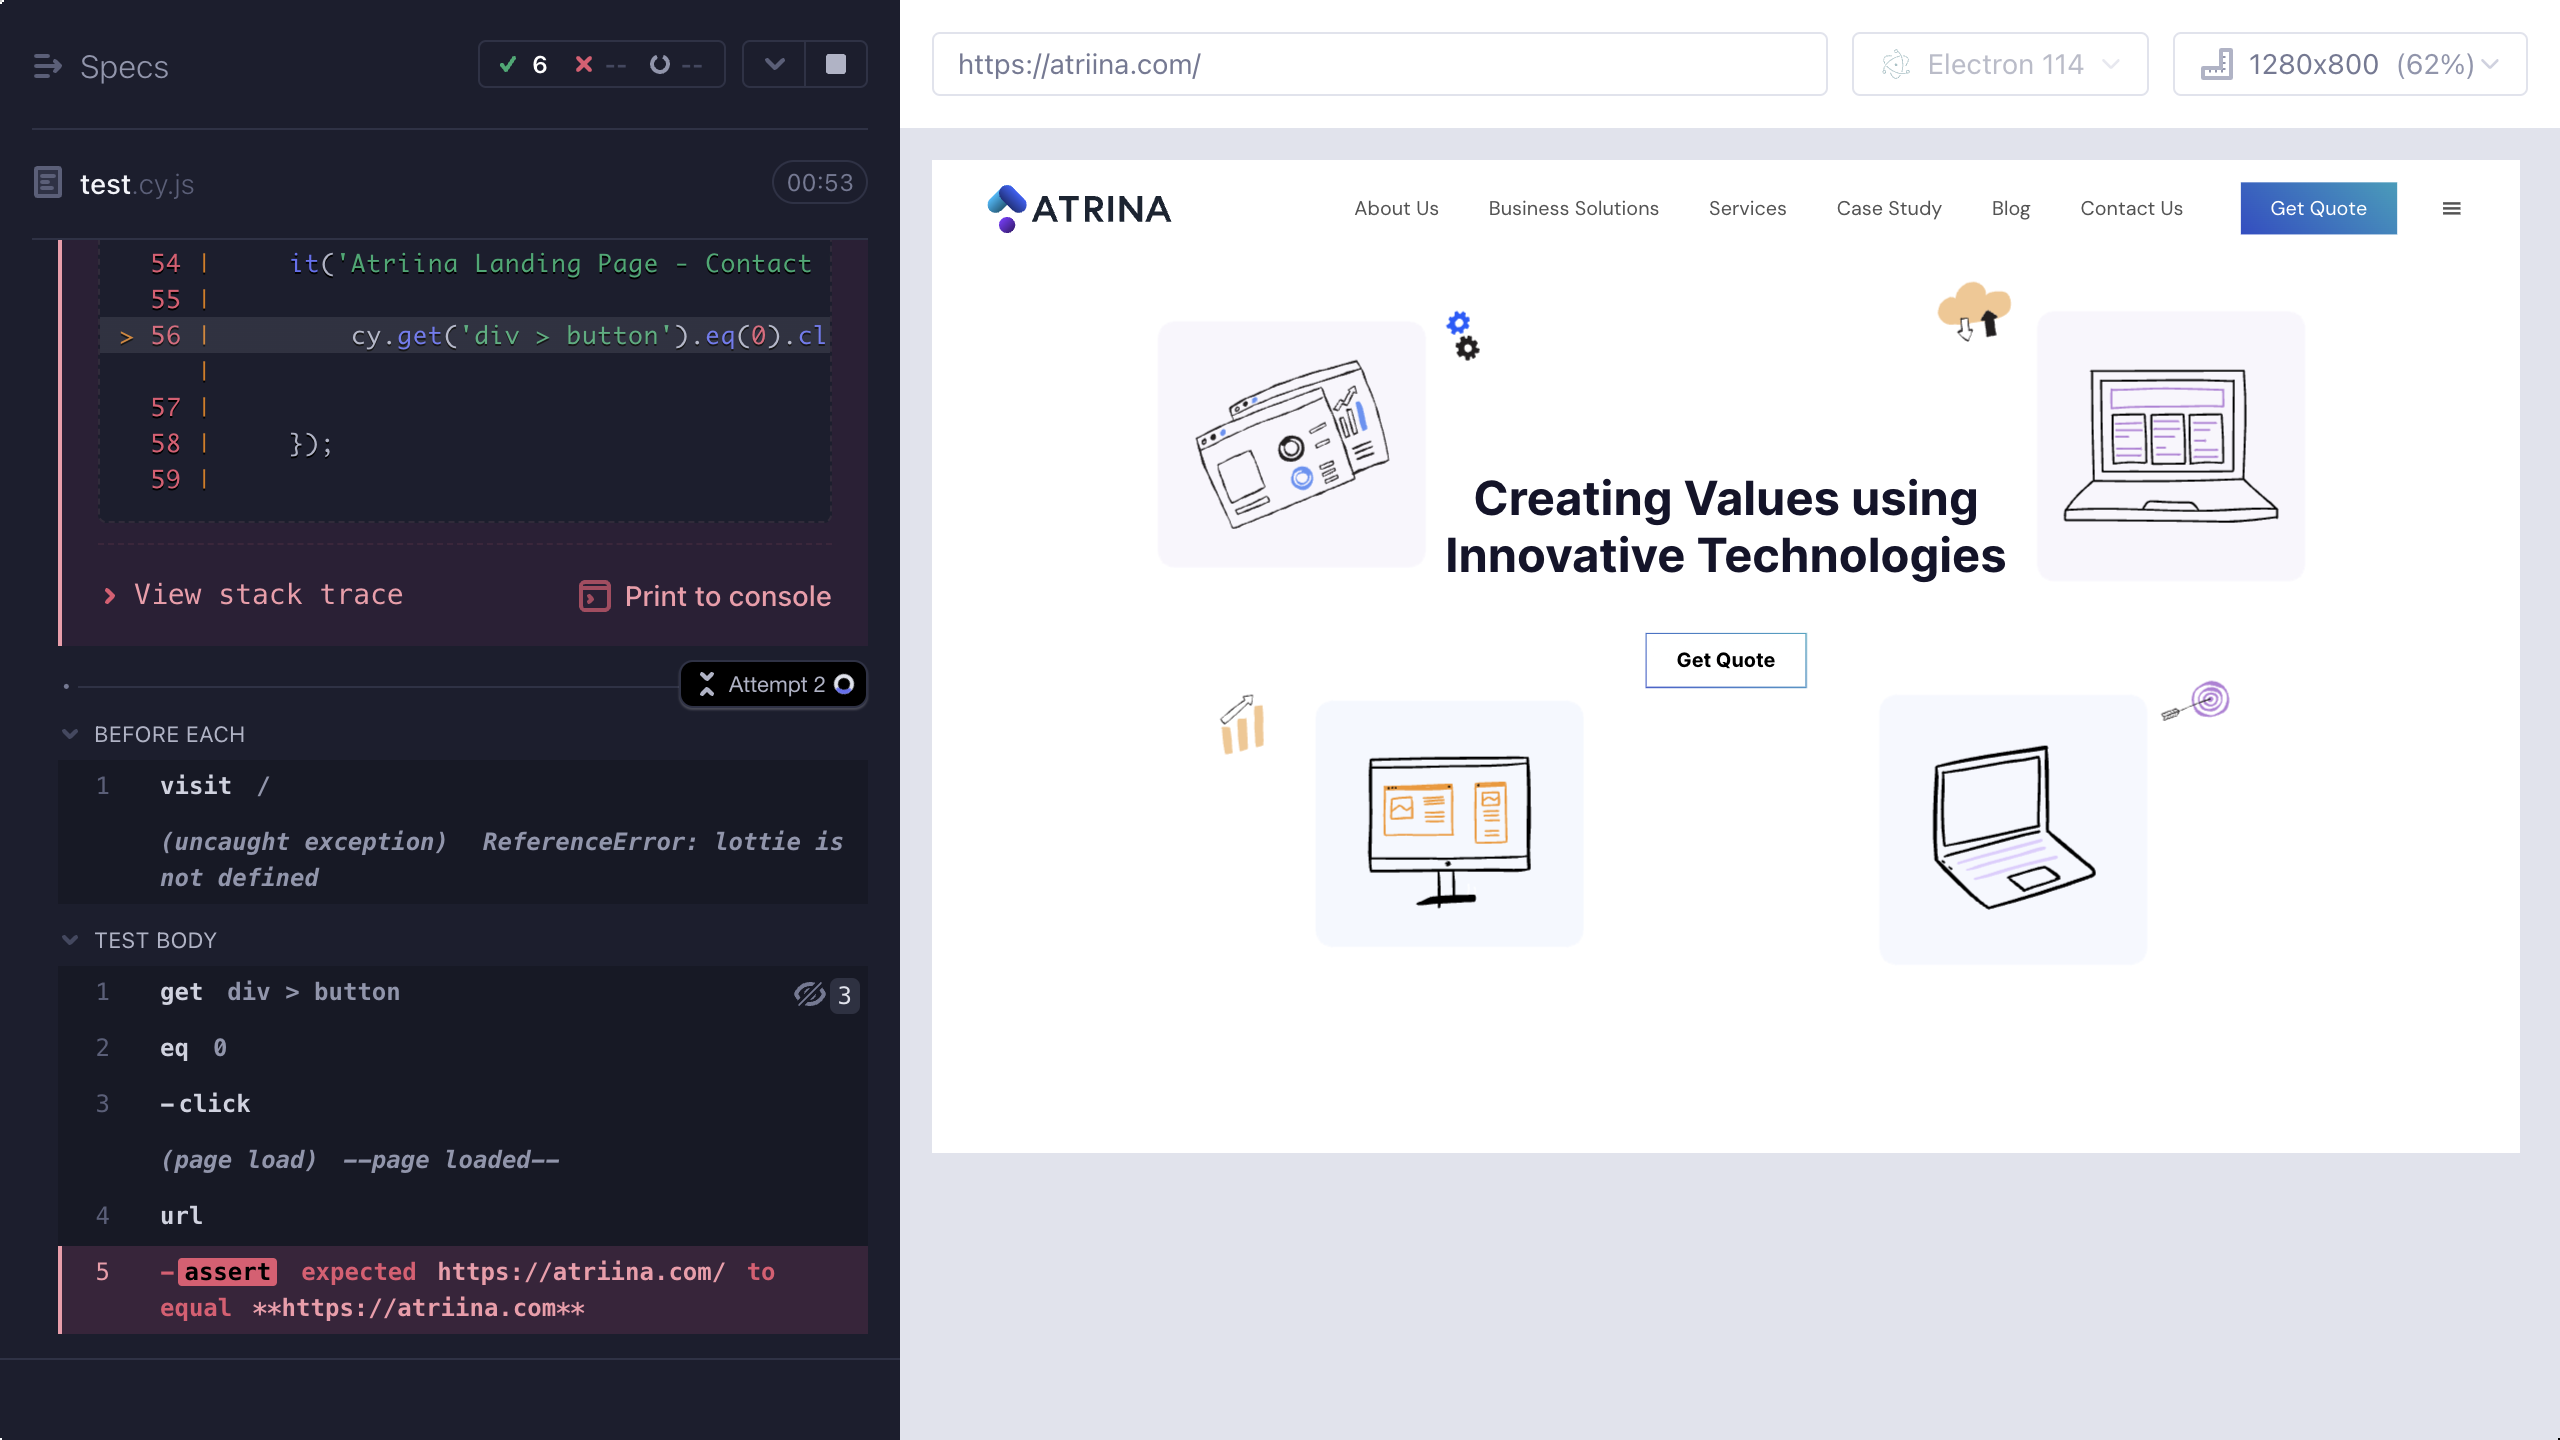 Specs
6 -- --
test.cy.js
00:53
54 | it('Atriina Landing Page - Contact
55 |
> 56 | cy.get('div > button').eq(0).cl
|
57 |
58 | });
59 |
View stack trace
Print to console
Attempt 2
BEFORE EACH
1 visit /
(uncaught exception) ReferenceError: lottie is
not defined
TEST BODY
1 get div > button 3
2 eq 0
3 -click
(page load) --page loaded--
4 url
5 -assert expected https://atriina.com/ to
equal **https://atriina.com**
https://atriina.com/
Electron 114
1280x800 (62%)
ATRINA
About Us
Business Solutions
Services
Case Study
Blog
Contact Us
Get Quote
Creating Values using
Innovative Technologies
Get Quote